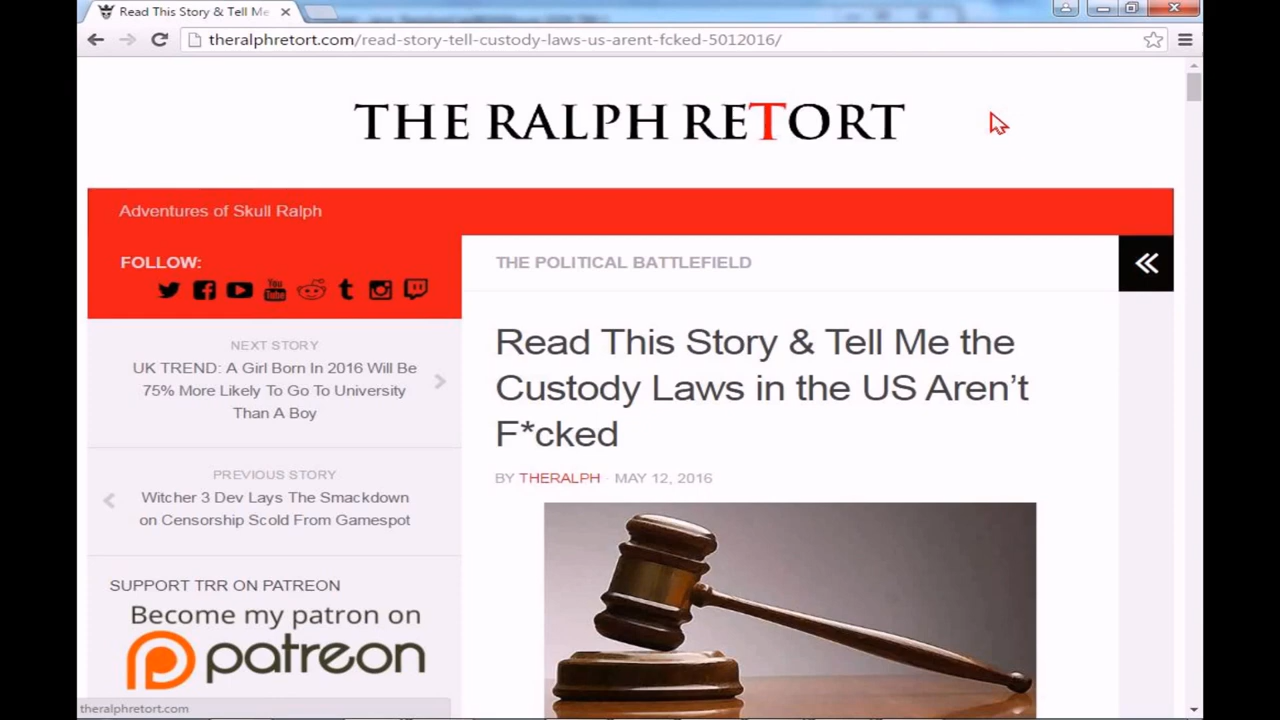 Read This Story & Tell Me
theralphretort.com/read-story-tell-custody-laws-us-arent-fcked-5012016/
THE RALPH RETORT
Adventures of Skull Ralph
FOLLOW:
You
Tube
THE POLITICAL BATTLEFIELD
NEXT STORY
UK TREND: A Girl Born In 2016 Will Be
75% More Likely To Go To University
Than A Boy
PREVIOUS STORY
Witcher 3 Dev Lays The Smackdown
on Censorship Scold From Gamespot
SUPPORT TRR ON PATREON
Become my patron on
patreon
Read This Story & Tell Me the
Custody Laws in the US Aren’t
F*cked
BY THERALPH · MAY 12, 2016
theralphretort.com